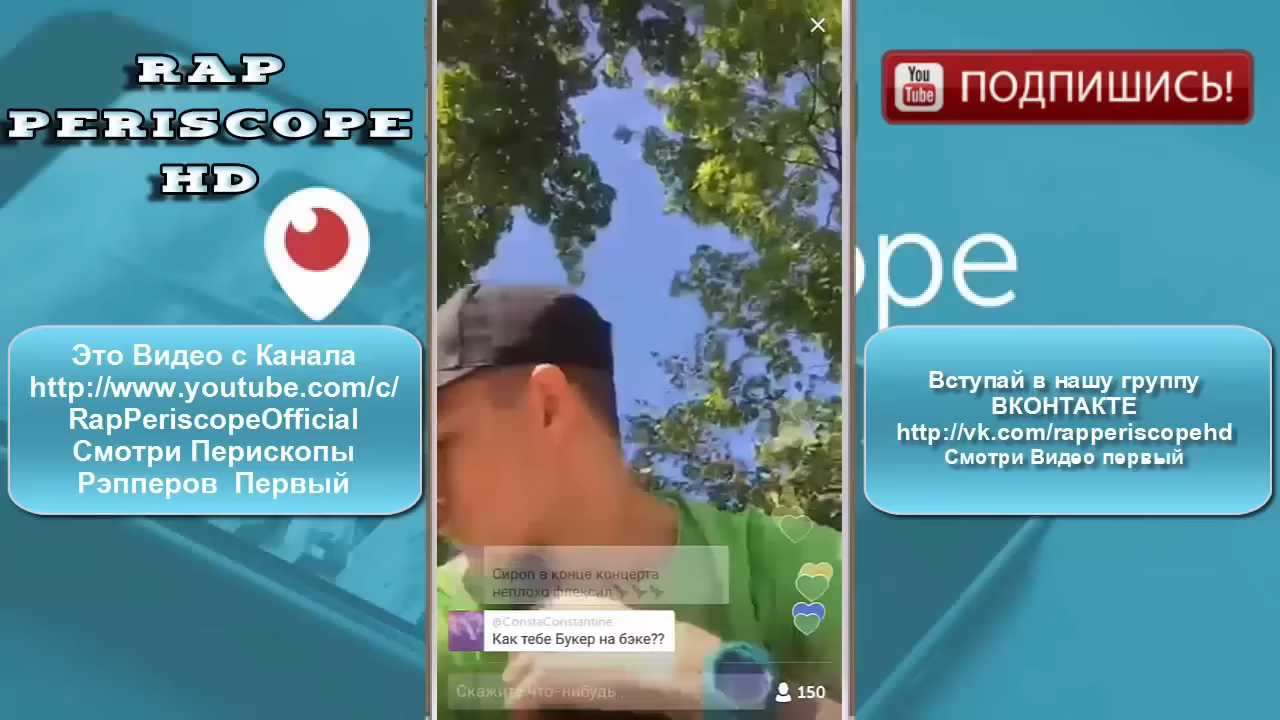 RAP
PERISCOPE
HD
Это Видео с Канала
http://www.youtube.com/c/
RapPeriscopeOfficial
Смотри Перископы
Рэпперов Первый
Сироп в конце концерта
неплохо флексил
@ConstaConstantine
Как тебе Букер на бэке??
Скажите что-нибудь
150
You
Tube
ПОДПИШИСЬ!
ope
Вступай в нашу группу
ВКОНТАКТЕ
http://vk.com/rapperiscopehd
Смотри Видео первый